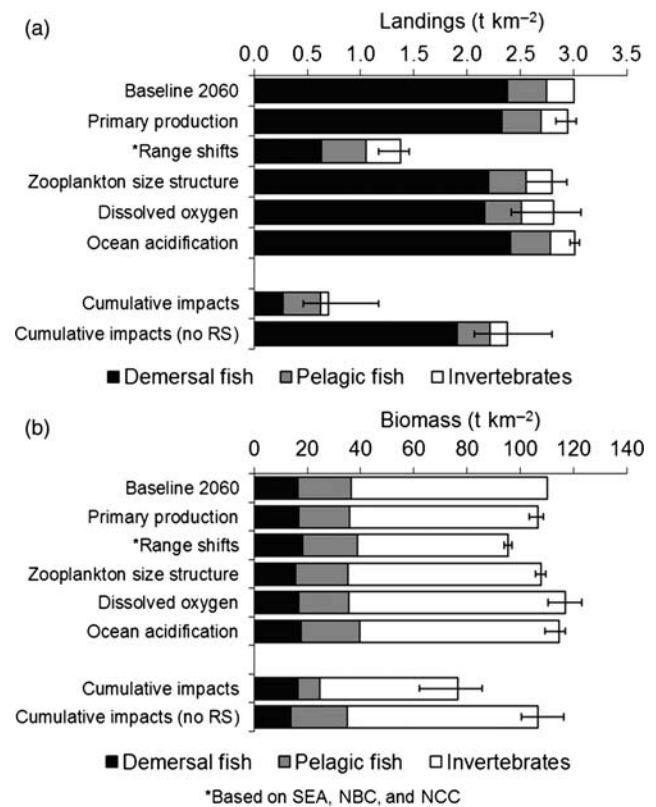 (a)
Landings (t km⁻²)
0.0 0.5 1.0 1.5 2.0 2.5 3.0 3.5
Baseline 2060
Primary production
*Range shifts
Zooplankton size structure
Dissolved oxygen
Ocean acidification
Cumulative impacts
Cumulative impacts (no RS)
Demersal fish Pelagic fish Invertebrates
(b)
Biomass (t km⁻²)
0 20 40 60 80 100 120 140
Baseline 2060
Primary production
*Range shifts
Zooplankton size structure
Dissolved oxygen
Ocean acidification
Cumulative impacts
Cumulative impacts (no RS)
Demersal fish Pelagic fish Invertebrates
*Based on SEA, NBC, and NCC